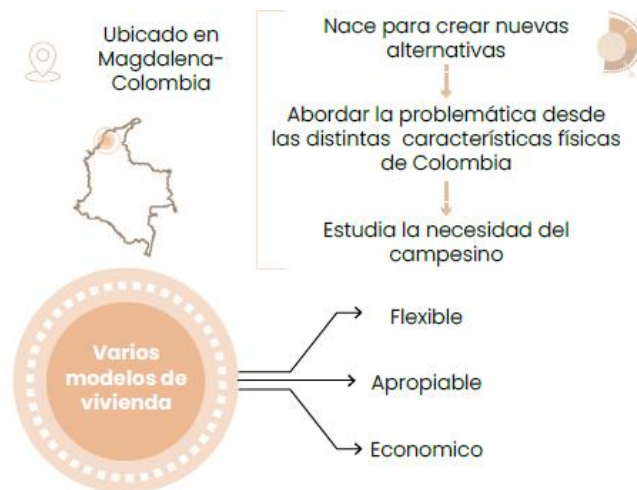 Ubicado en
Magdalena-
Colombia
Nace para crear nuevas
alternativas
Abordar la problemática desde
las distintas características físicas
de Colombia
Estudia la necesidad del
campesino
Varios
modelos de
vivienda
Flexible
Apropiable
Economico